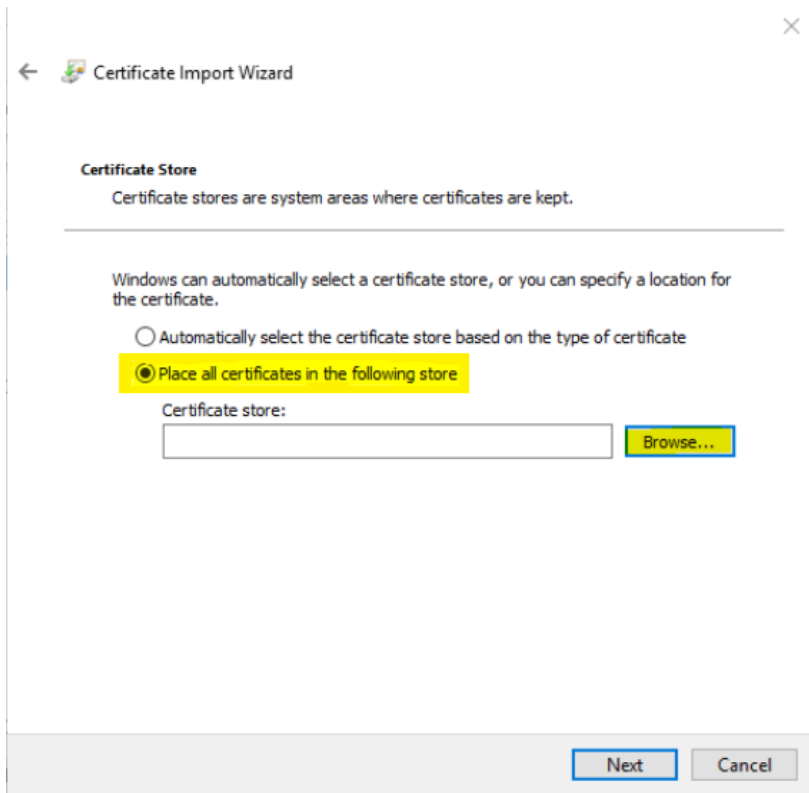 Certificate Import Wizard
Certificate Store
Certificate stores are system areas where certificates are kept.
Windows can automatically select a certificate store, or you can specify a location for
the certificate.
Automatically select the certificate store based on the type of certificate
Place all certificates in the following store
Certificate store:
Browse...
Next
Cancel